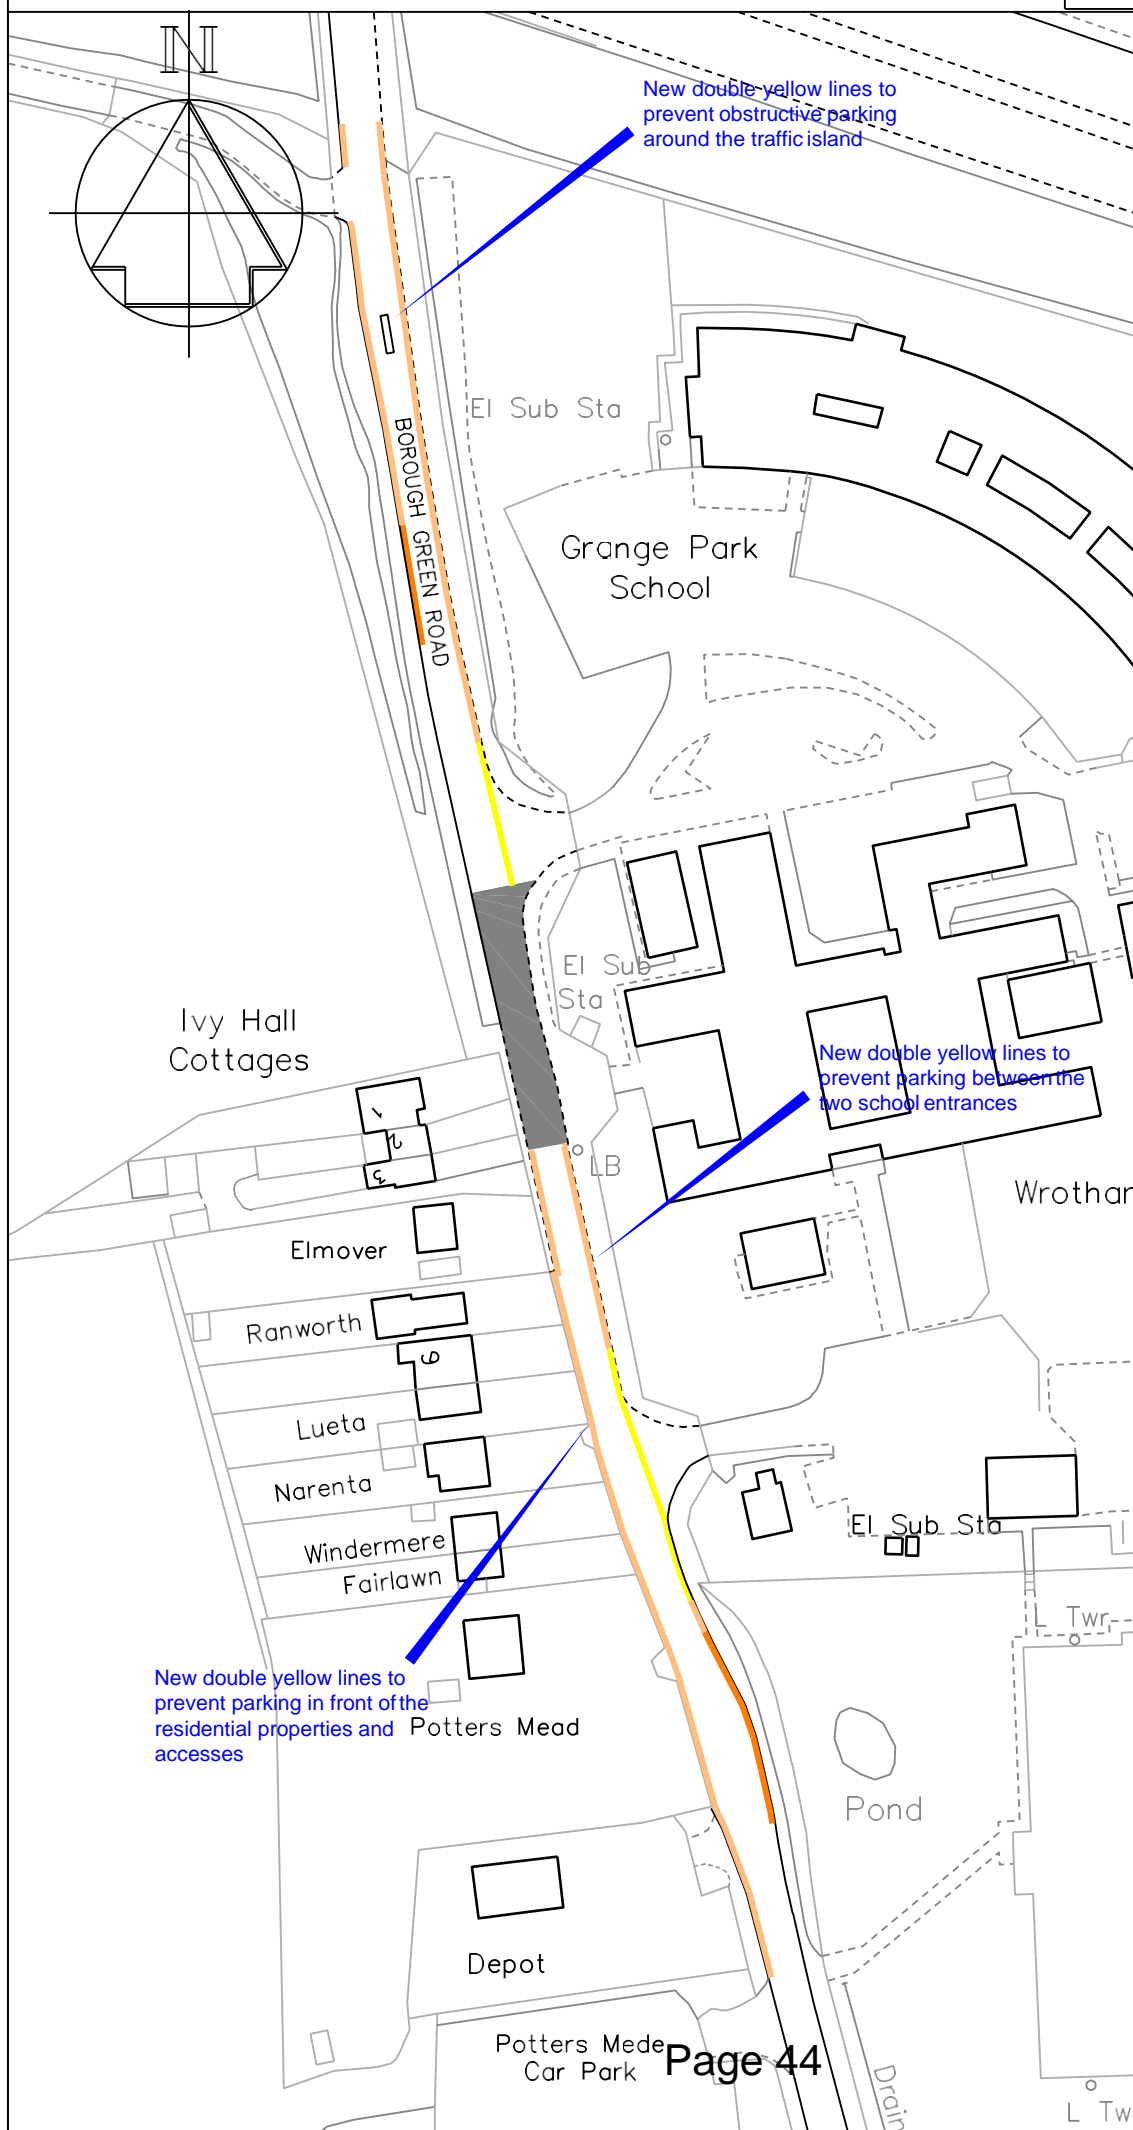 N
New double yellow lines to
prevent obstructive parking
around the traffic island
El Sub Sta
BOROUGH GREEN ROAD
Grange Park
School
El Sub
Sta
Ivy Hall
Cottages
New double yellow lines to
prevent parking between the
two school entrances
1
2
3
LB
Wrothar
Elmover
Ranworth
9
Lueta
Narenta
El Sub Sta
Windermere
Fairlawn
L Twr
New double yellow lines to
prevent parking in front of the
residential properties and
accesses
Potters Mead
Pond
Depot
Potters Mede
Car Park
Page 44
Drain
L Tw